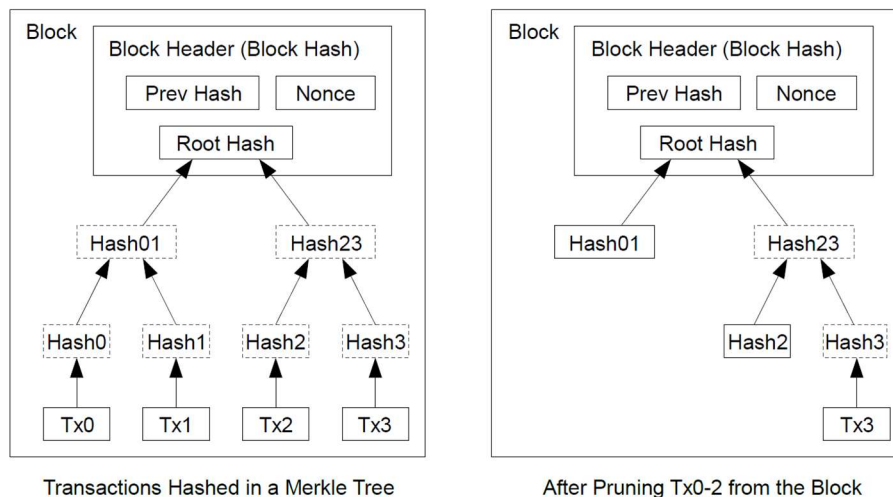 Block
Block Header (Block Hash)
Prev Hash
Nonce
Root Hash
Hash01
Hash23
Hash0
Hash1
Hash2
Hash3
Tx0
Tx1
Tx2
Tx3
Transactions Hashed in a Merkle Tree
Block
Block Header (Block Hash)
Prev Hash
Nonce
Root Hash
Hash01
Hash23
Hash2
Hash3
Tx3
After Pruning Tx0-2 from the Block